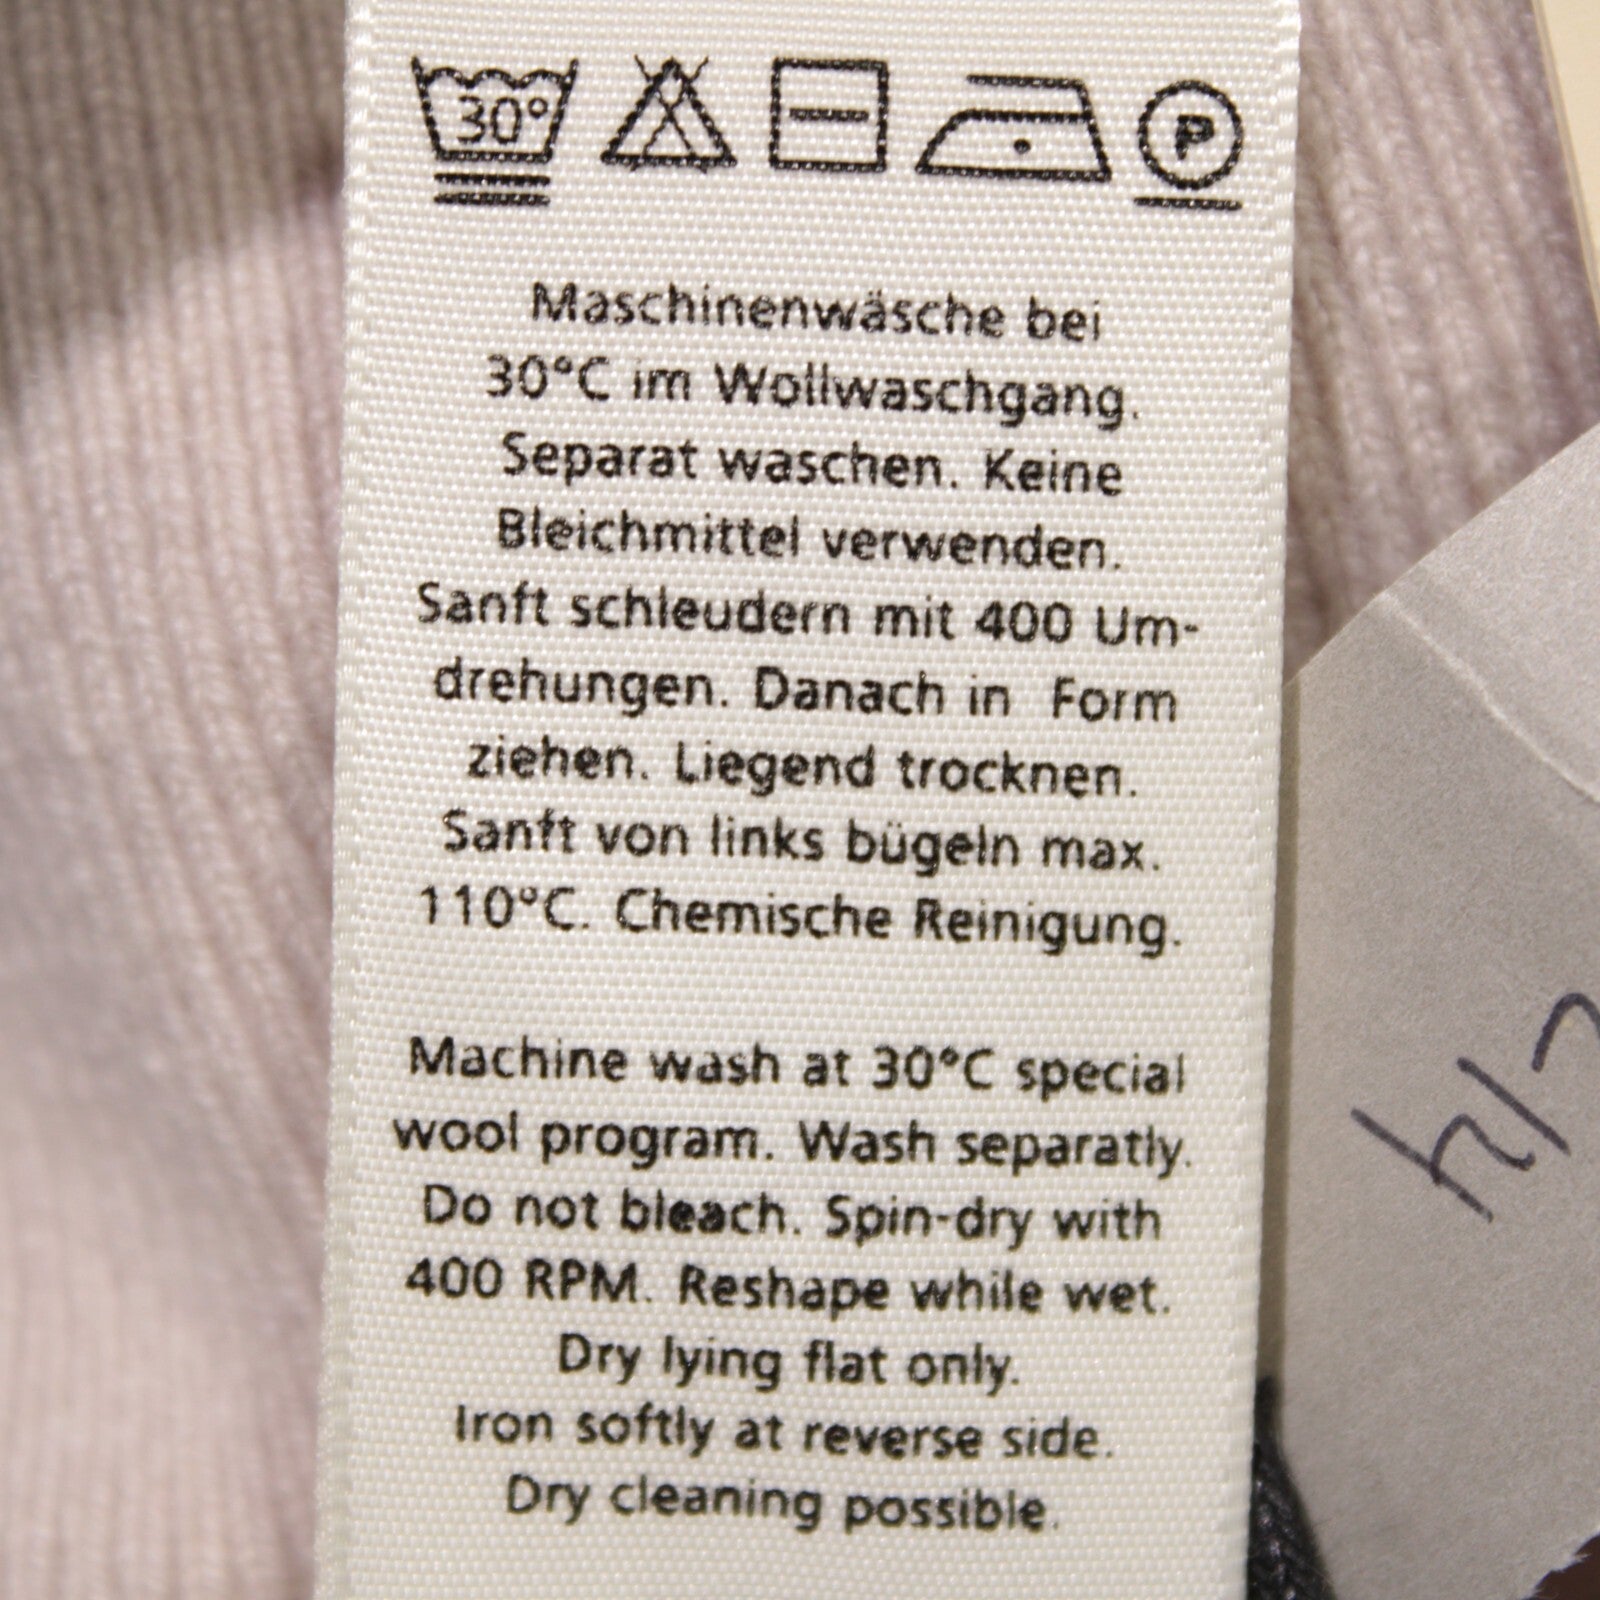 30°
P
Maschinenwäsche bei
30°C im Wollwaschgang.
Separat waschen. Keine
Bleichmittel verwenden.
Sanft schleudern mit 400 Um-
drehungen. Danach in Form
ziehen. Liegend trocknen.
Sanft von links bügeln max.
110°C. Chemische Reinigung.
Machine wash at 30°C special
wool program. Wash separatly.
Do not bleach. Spin-dry with
400 RPM. Reshape while wet.
Dry lying flat only.
Iron softly at reverse side.
Dry cleaning possible.